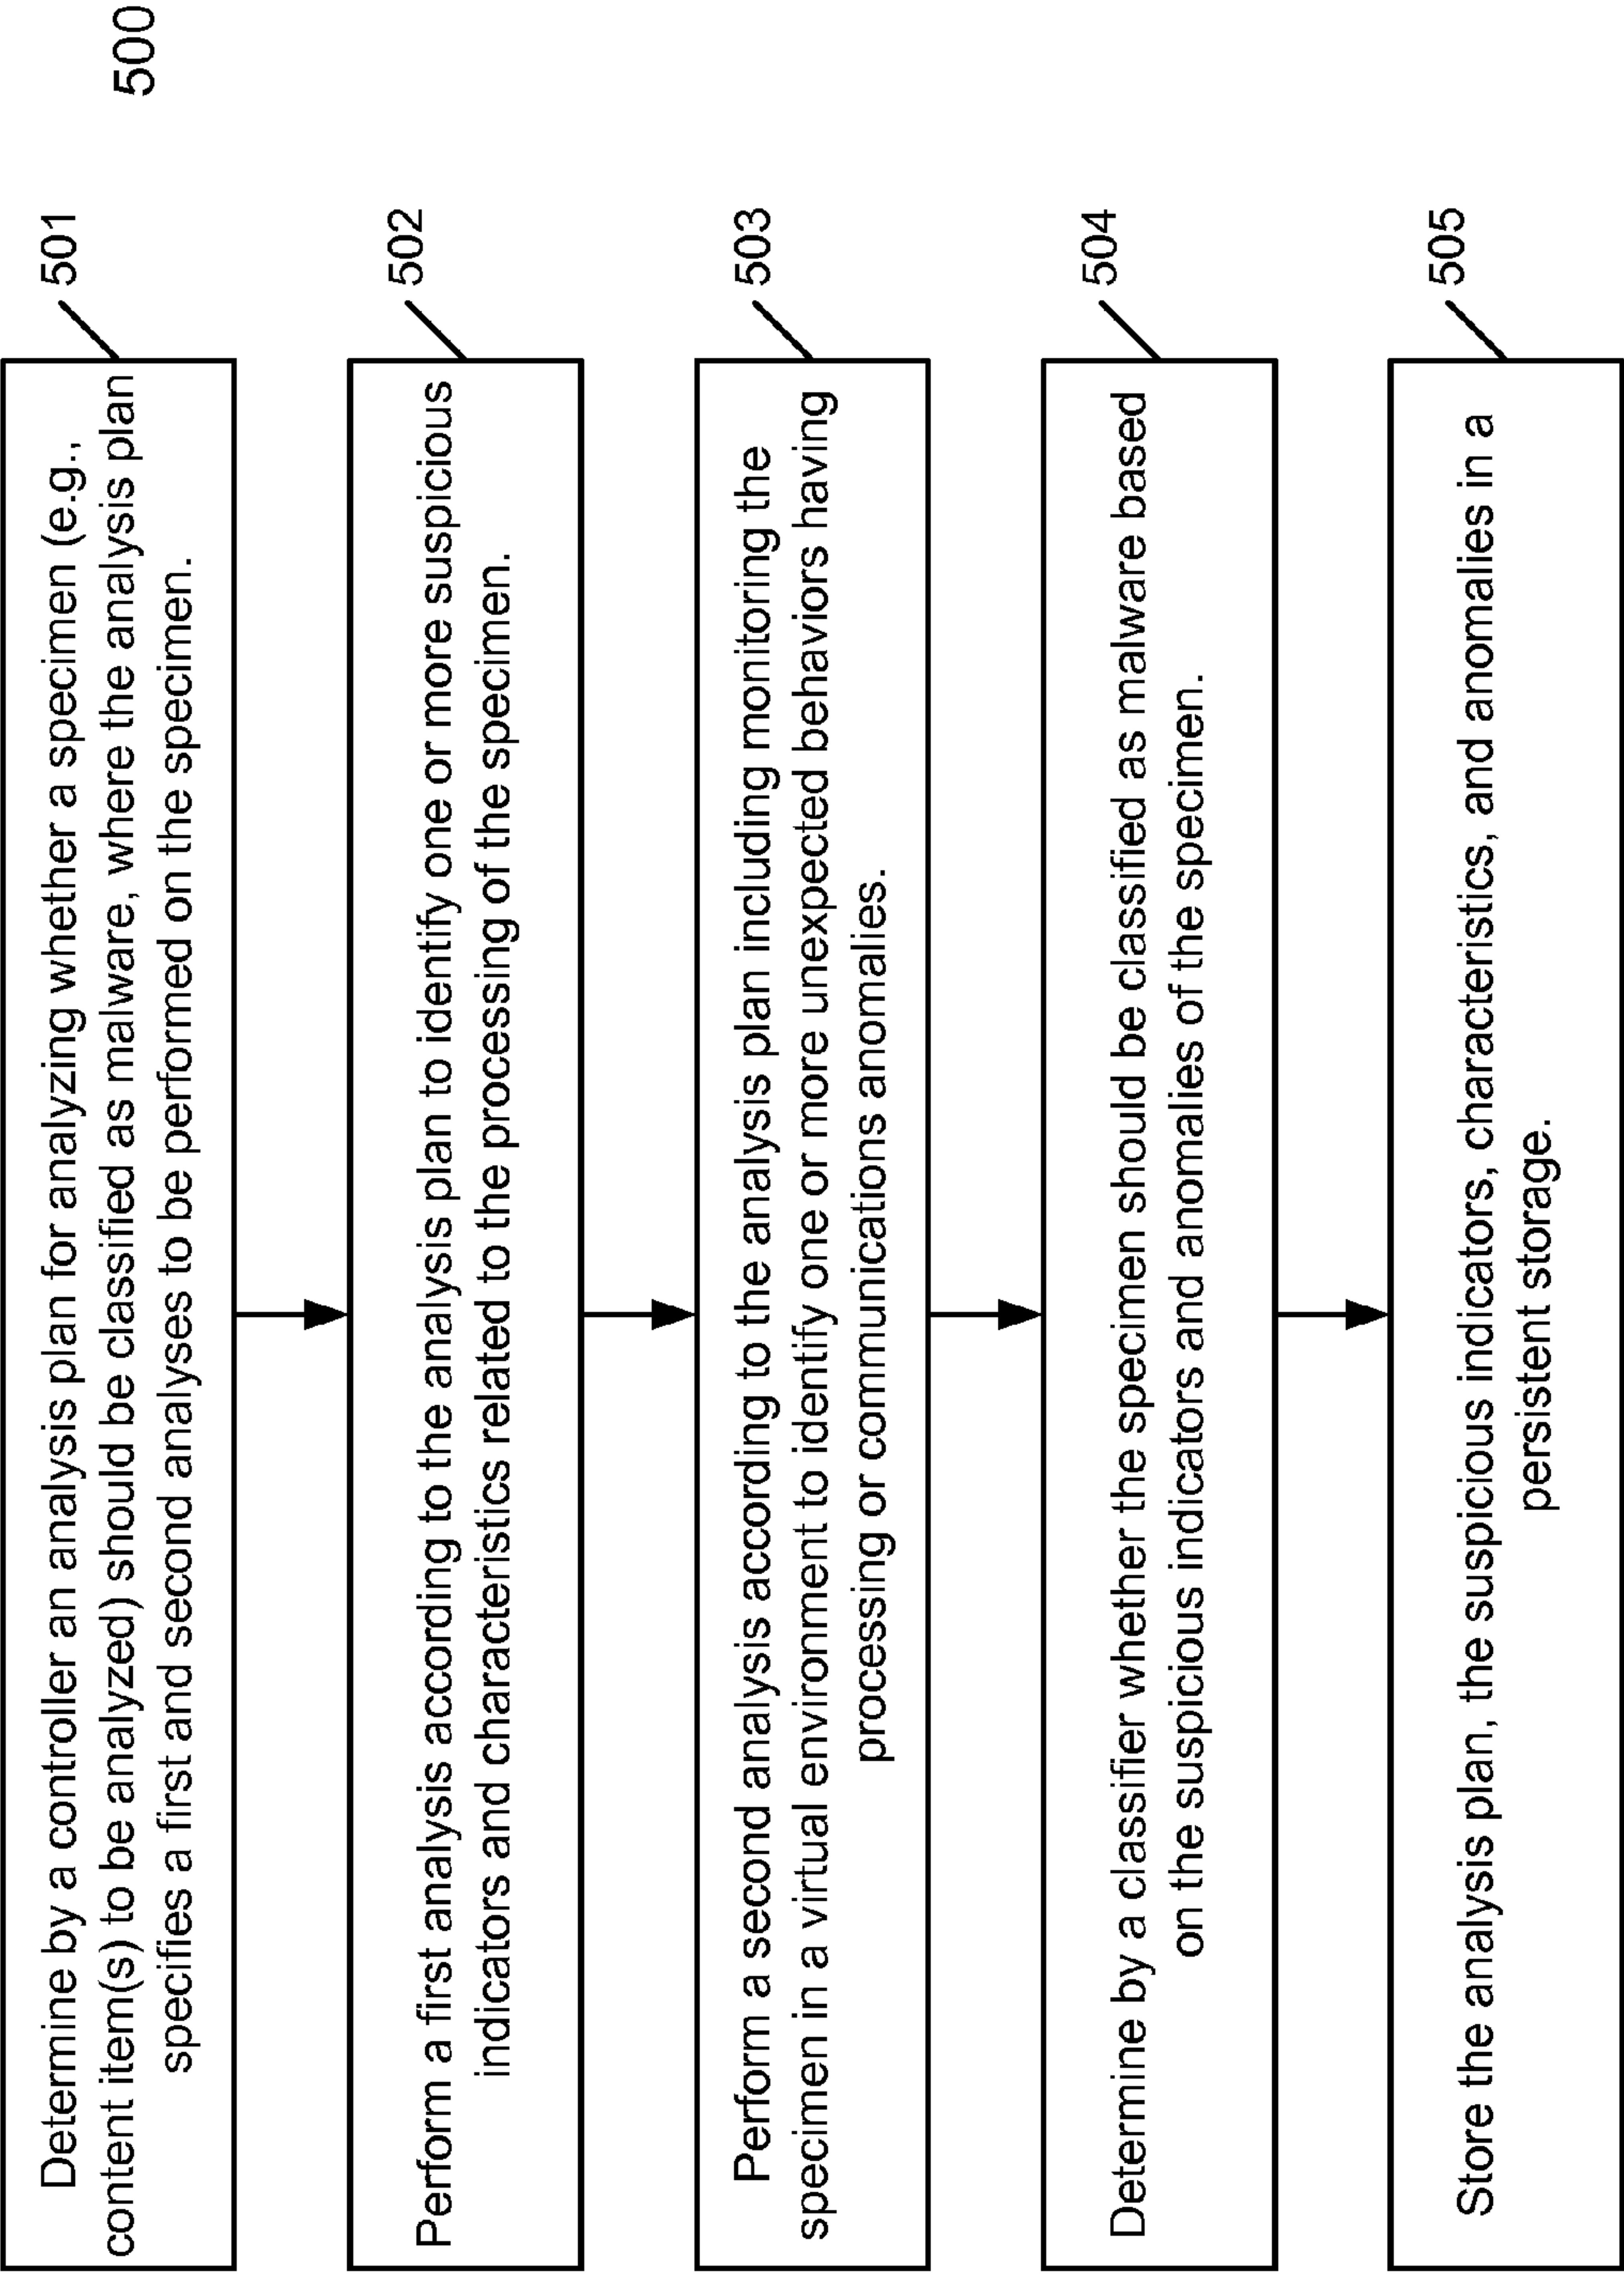 500
501
Determine by a controller an analysis plan for analyzing whether a specimen (e.g.,
content item(s) to be analyzed) should be classified as malware, where the analysis plan
specifies a first and second analyses to be performed on the specimen.
502
Perform a first analysis according to the analysis plan to identify one or more suspicious
indicators and characteristics related to the processing of the specimen.
503
Perform a second analysis according to the analysis plan including monitoring the
specimen in a virtual environment to identify one or more unexpected behaviors having
processing or communications anomalies.
504
Determine by a classifier whether the specimen should be classified as malware based
on the suspicious indicators and anomalies of the specimen.
505
Store the analysis plan, the suspicious indicators, characteristics, and anomalies in a
persistent storage.